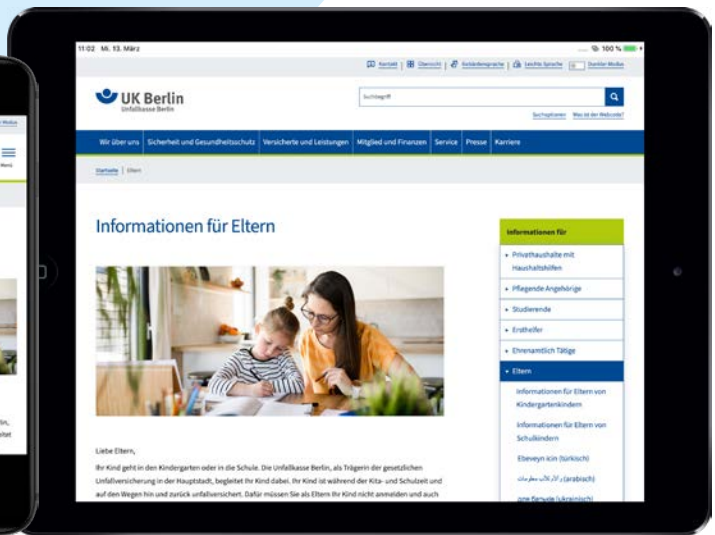 11:02 Mi. 13. März
100 %
Kontakt | Übersicht | Gebärdensprache | Leichte Sprache | Dunkler Modus
UK Berlin
Unfallkasse Berlin
Suchbegriff
Suchoptionen Was ist der Webcode?
Wir über uns Sicherheit und Gesundheitsschutz Versicherte und Leistungen Mitglied und Finanzen Service Presse Karriere
Startseite | Eltern
Menü
Informationen für Eltern
Informationen für
Privathaushalte mit
Haushaltshilfen
Pflegende Angehörige
Studierende
Ersthelfer
Ehrenamtlich Tätige
Eltern
Informationen für Eltern von
Kindergartenkindern
Informationen für Eltern von
Schulkindern
Ebeveyn icin (türkisch)
(arabisch)
(ukrainisch)
Liebe Eltern,
Ihr Kind geht in den Kindergarten oder in die Schule. Die Unfallkasse Berlin, als Trägerin der gesetzlichen
Unfallversicherung in der Hauptstadt, begleitet Ihr Kind dabei. Ihr Kind ist während der Kita- und Schulzeit und
auf den Wegen hin und zurück unfallversichert. Dafür müssen Sie als Eltern Ihr Kind nicht anmelden und auch